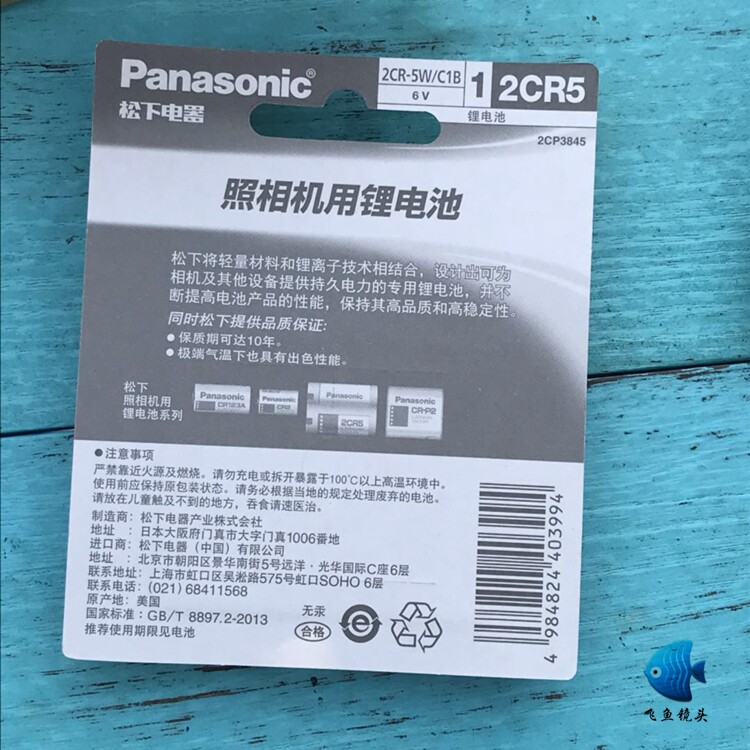 Panasonic®
松下电器
2CR-5W/C1B
6 V
1 2CR5
锂电池
2CP3845
照相机用锂电池
松下将轻量材料和锂离子技术相结合，设计出可为
相机及其他设备提供持久电力的专用锂电池，并不
断提高电池产品的性能，保持其高品质和高稳定性。
同时松下提供品质保证:
●保质期可达10年。
●极端气温下也具有出色性能。
松下
照相机用
锂电池系列
Panasonic
CR123A
Panasonic
CR2
Panasonic
2CR5
Panasonic
CR-P2
●注意事项
严禁靠近火源及燃烧。请勿充电或拆开暴露于100℃以上高温环境中。
使用前应保持原包装状态。请务必根据当地的规定处理废弃的电池。
请放在儿童触及不到的地方，吞食请速医治。
制造商：松下电器产业株式会社
地址：日本大阪府门真市大字门真1006番地
进口商：松下电器（中国）有限公司
地址：北京市朝阳区景华南街5号远洋·光华国际C座6层
联系地址：上海市虹口区吴淞路575号虹口SOHO 6层
联系电话：(021) 68411568
原产地：美国
国家标准：GB/T 8897.2-2013
推荐使用期限见电池
无汞
合格
4 984824 403994
飞鱼镜头